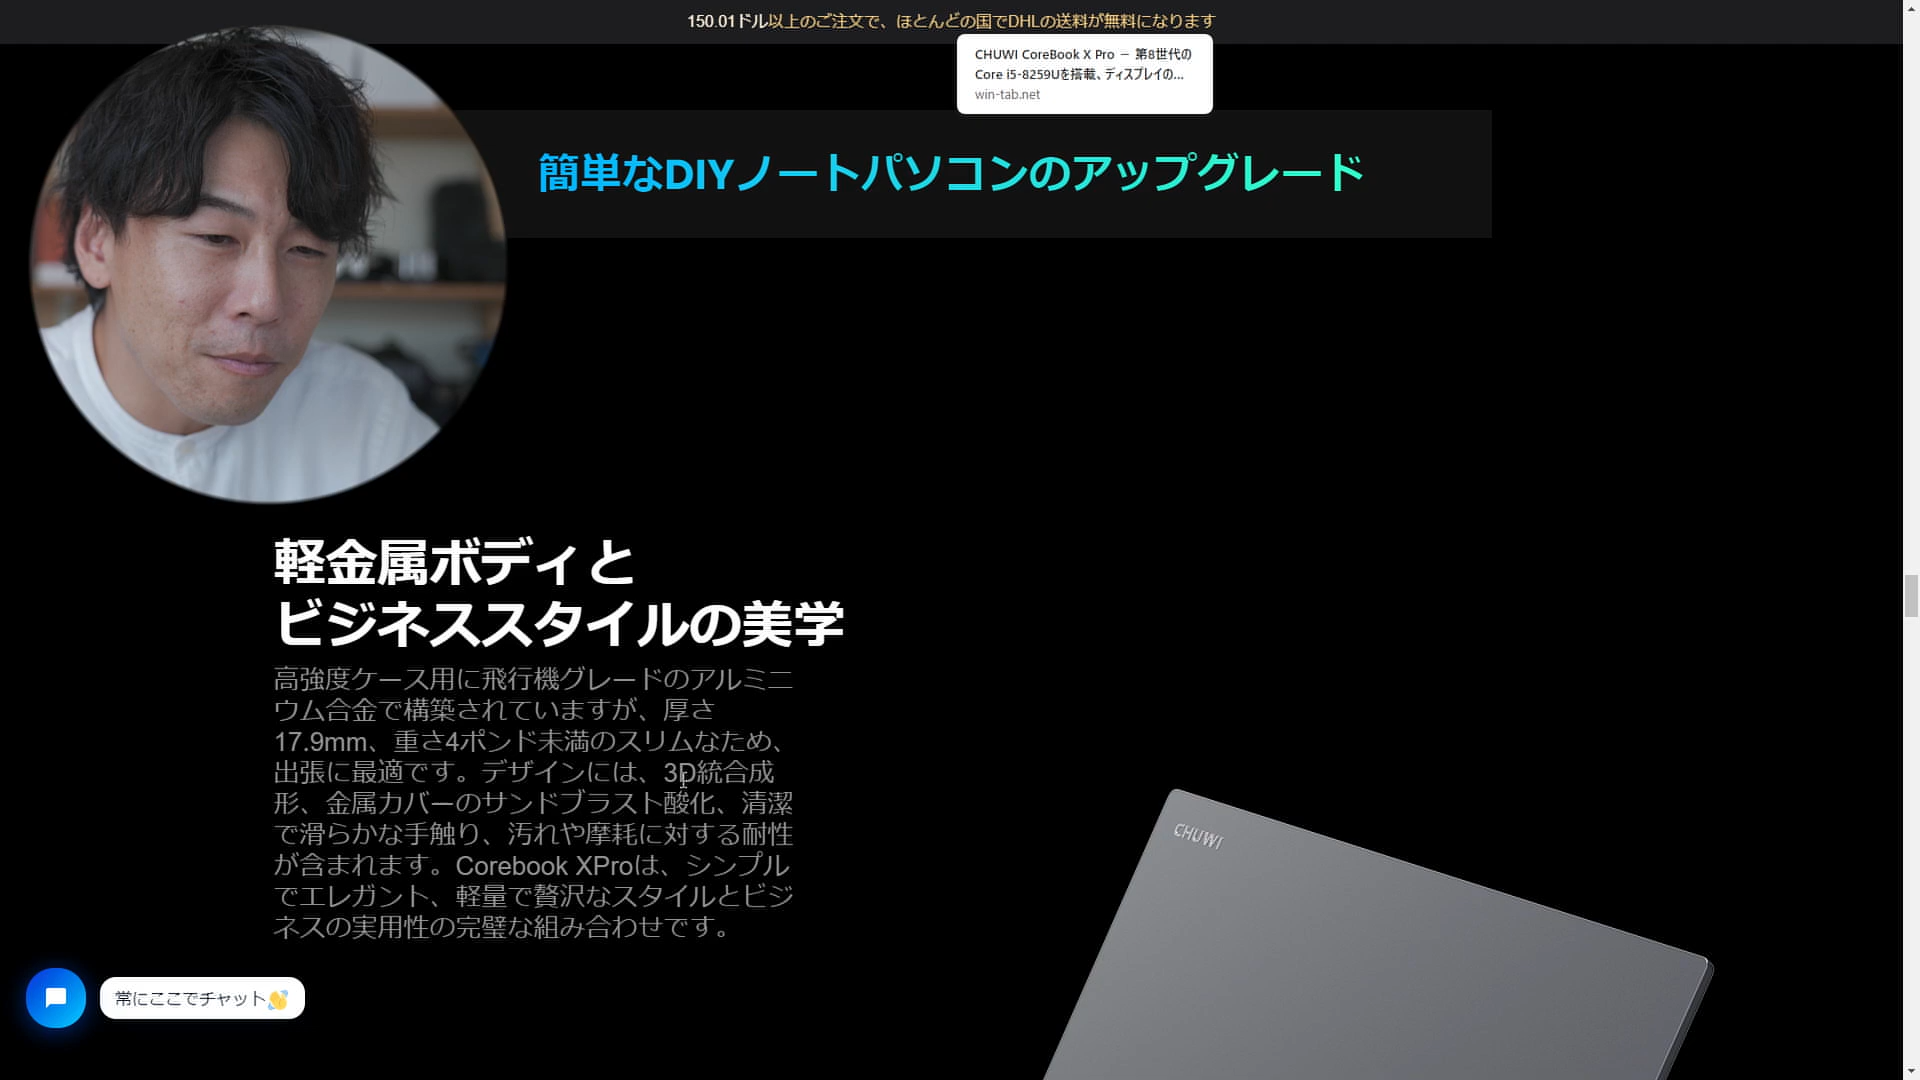 150.01ドル以上のご注文で、ほとんどの国でDHLの送料が無料になります
CHUWI CoreBook X Pro － 第8世代の
Core i5-8259Uを搭載、ディスプレイの...
win-tab.net
簡単なDIYノートパソコンのアップグレード
軽金属ボディと
ビジネススタイルの美学
高強度ケース用に飛行機グレードのアルミニ
ウム合金で構築されていますが、厚さ
17.9mm、重さ4ポンド未満のスリムなため、
出張に最適です。デザインには、3D統合成
形、金属カバーのサンドブラスト酸化、清潔
で滑らかな手触り、汚れや摩耗に対する耐性
が含まれます。Corebook XProは、シンプル
でエレガント、軽量で贅沢なスタイルとビジ
ネスの実用性の完璧な組み合わせです。
CHUWI
常にここでチャット👋